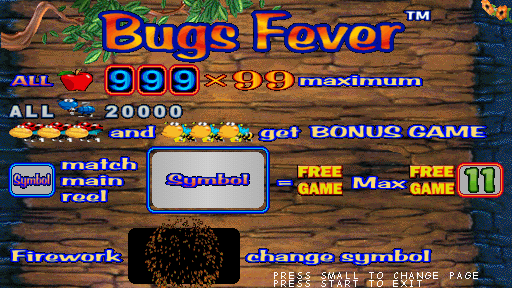 Bugs Fever™
ALL 999×99 maximum
ALL 20000
and get BONUS GAME
Symbol match main reel Symbol = FREE GAME Max FREE GAME 11
Firework change symbol
PRESS SMALL TO CHANGE PAGE
PRESS START TO EXIT